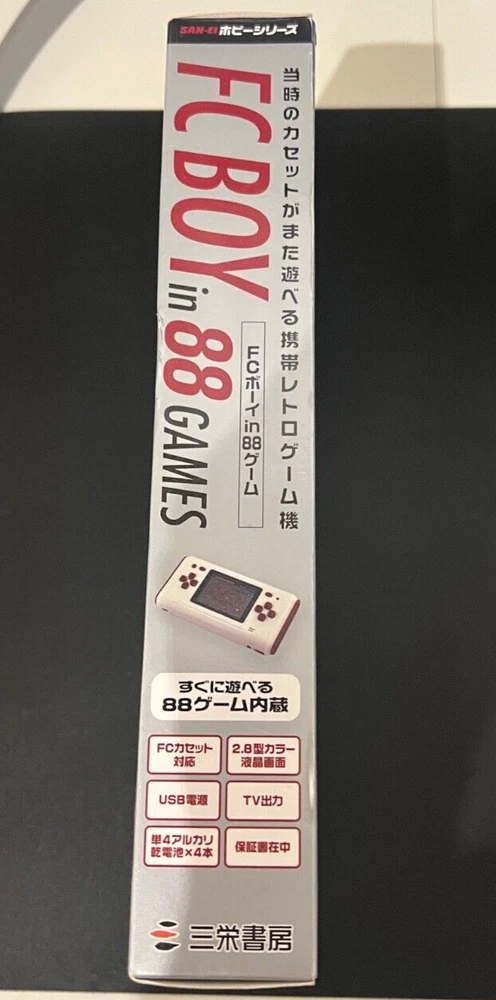 SAN-EIホビーシリーズ
当時のカセットがまた遊べる携帯レトロゲーム機
FC BOY in 88 GAMES
FCボーイin88ゲーム
すぐに遊べる
88ゲーム内蔵
FCカセット
対応
2.8型カラー
液晶画面
USB電源
TV出力
単4アルカリ
乾電池×4本
保証書在中
三栄書房